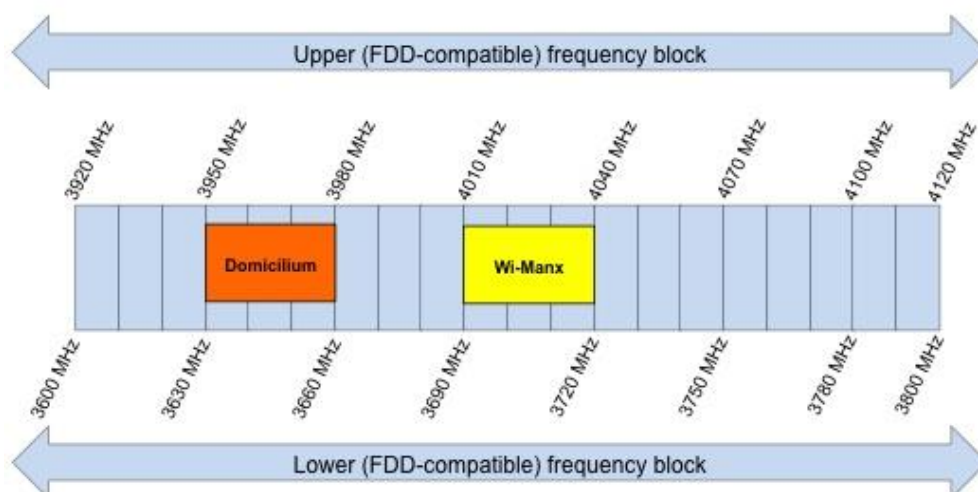 Upper (FDD-compatible) frequency block
3920 MHz
3950 MHz
3980 MHz
4010 MHz
4040 MHz
4070 MHz
4100 MHz
4120 MHz
Domicilium
Wi-Manx
3600 MHz
3630 MHz
3660 MHz
3690 MHz
3720 MHz
3750 MHz
3780 MHz
3800 MHz
Lower (FDD-compatible) frequency block